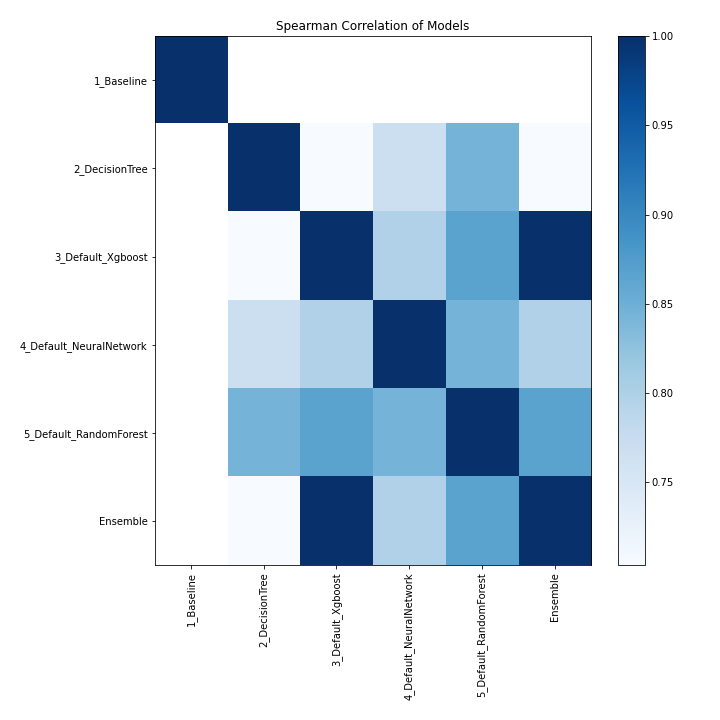 Spearman Correlation of Models
1_Baseline
2_DecisionTree
3_Default_Xgboost
4_Default_NeuralNetwork
5_Default_RandomForest
Ensemble
1_Baseline
2_DecisionTree
3_Default_Xgboost
4_Default_NeuralNetwork
5_Default_RandomForest
Ensemble
1.00
0.95
0.90
0.85
0.80
0.75